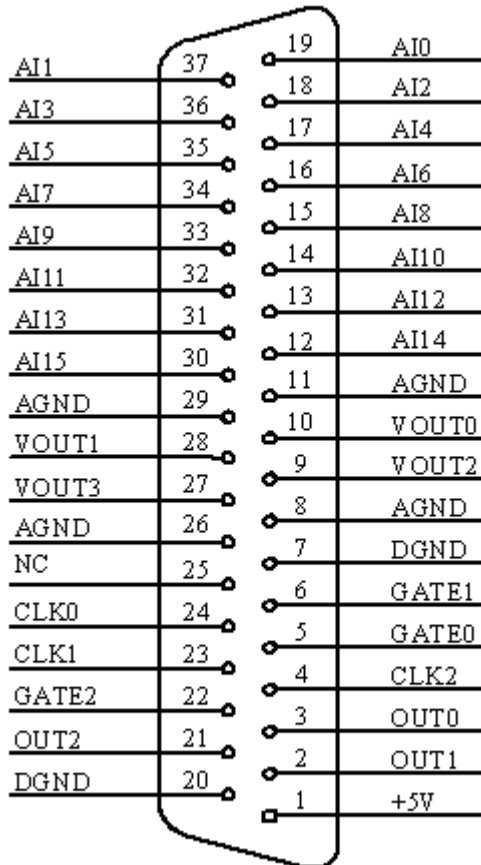 19 AI0
AI1 37
18 AI2
AI3 36
17 AI4
AI5 35
16 AI6
AI7 34
15 AI8
AI9 33
14 AI10
AI11 32
13 AI12
AI13 31
12 AI14
AI15 30
11 AGND
AGND 29
10 VOUT0
VOUT1 28
9 VOUT2
VOUT3 27
8 AGND
AGND 26
7 DGND
NC 25
6 GATE1
CLK0 24
5 GATE0
CLK1 23
4 CLK2
GATE2 22
3 OUT0
OUT2 21
2 OUT1
DGND 20
1 +5V